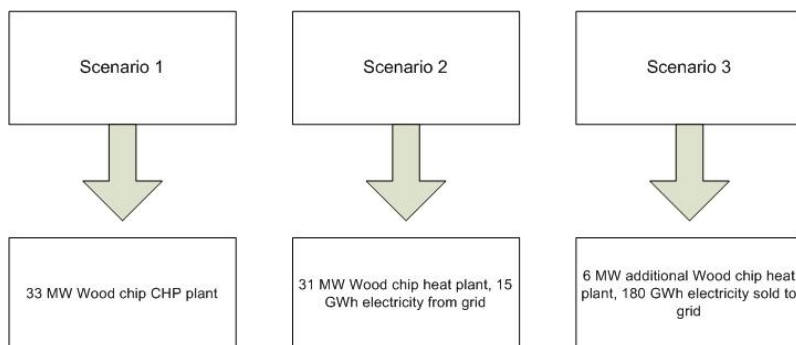 Scenario 1
Scenario 2
Scenario 3
33 MW Wood chip CHP plant
31 MW Wood chip heat plant, 15
GWh electricity from grid
6 MW additional Wood chip heat
plant, 180 GWh electricity sold to
grid